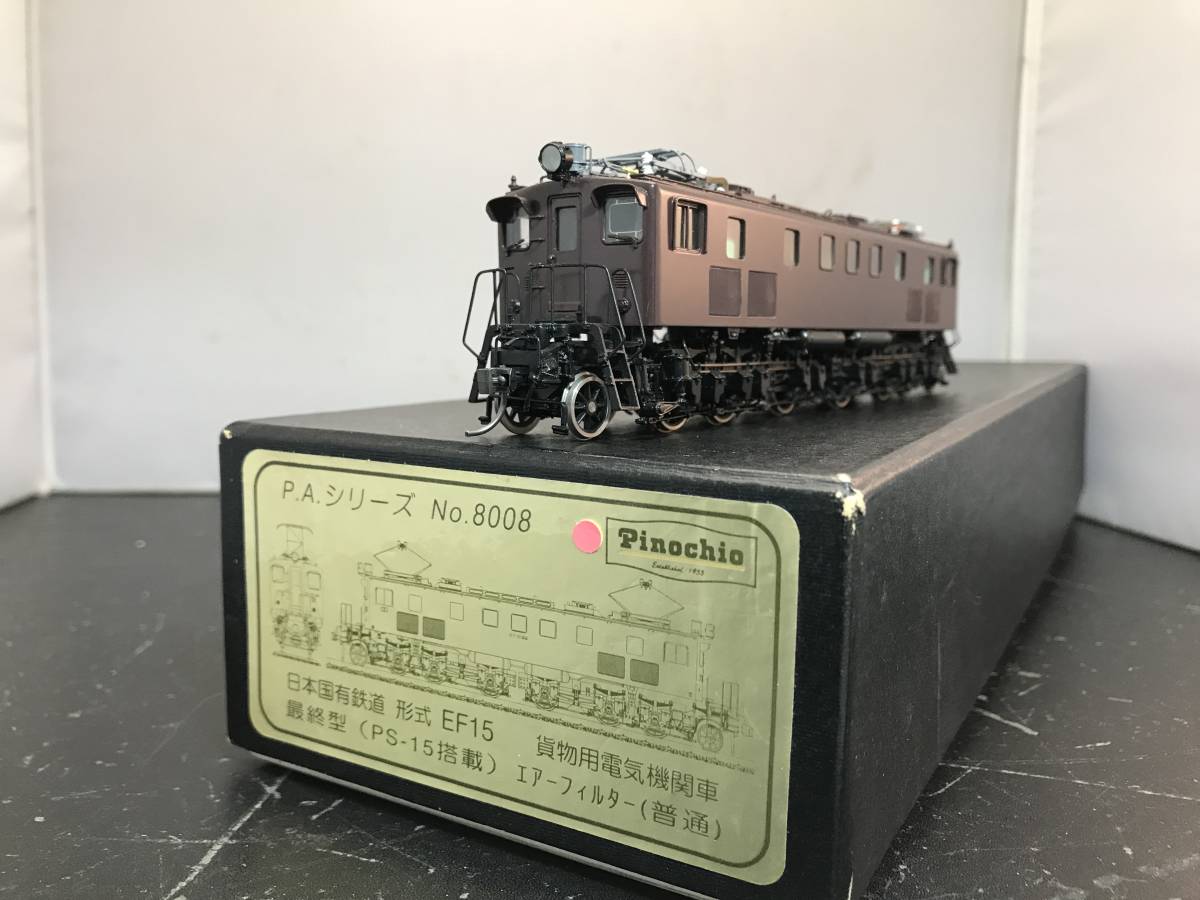 P.A.シリーズ No.8008
Pinochio
Established 1953
日本国有鉄道 形式 EF15 貨物用電気機関車
最終型(PS-15搭載) エアーフィルター(普通)